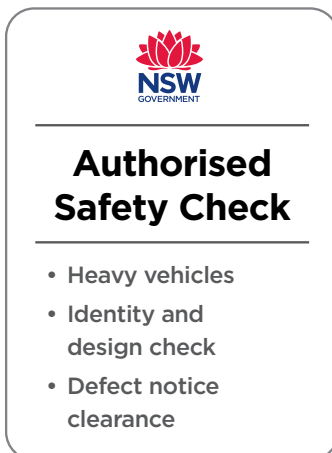 NSW
GOVERNMENT
Authorised
Safety Check
• Heavy vehicles
• Identity and
design check
• Defect notice
clearance